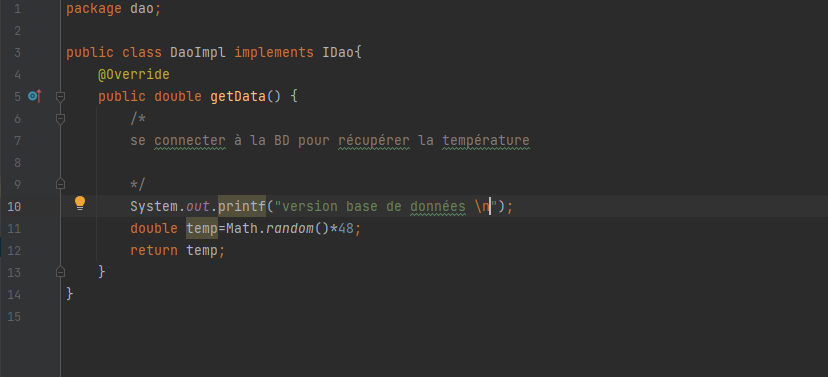 1 package dao;
2
3 public class DaoImpl implements IDao{
4 @Override
5 public double getData() {
6 /*
7 se connecter à la BD pour récupérer la température
8
9 */
10 System.out.printf("version base de données \n");
11 double temp=Math.random()*48;
12 return temp;
13 }
14 }
15